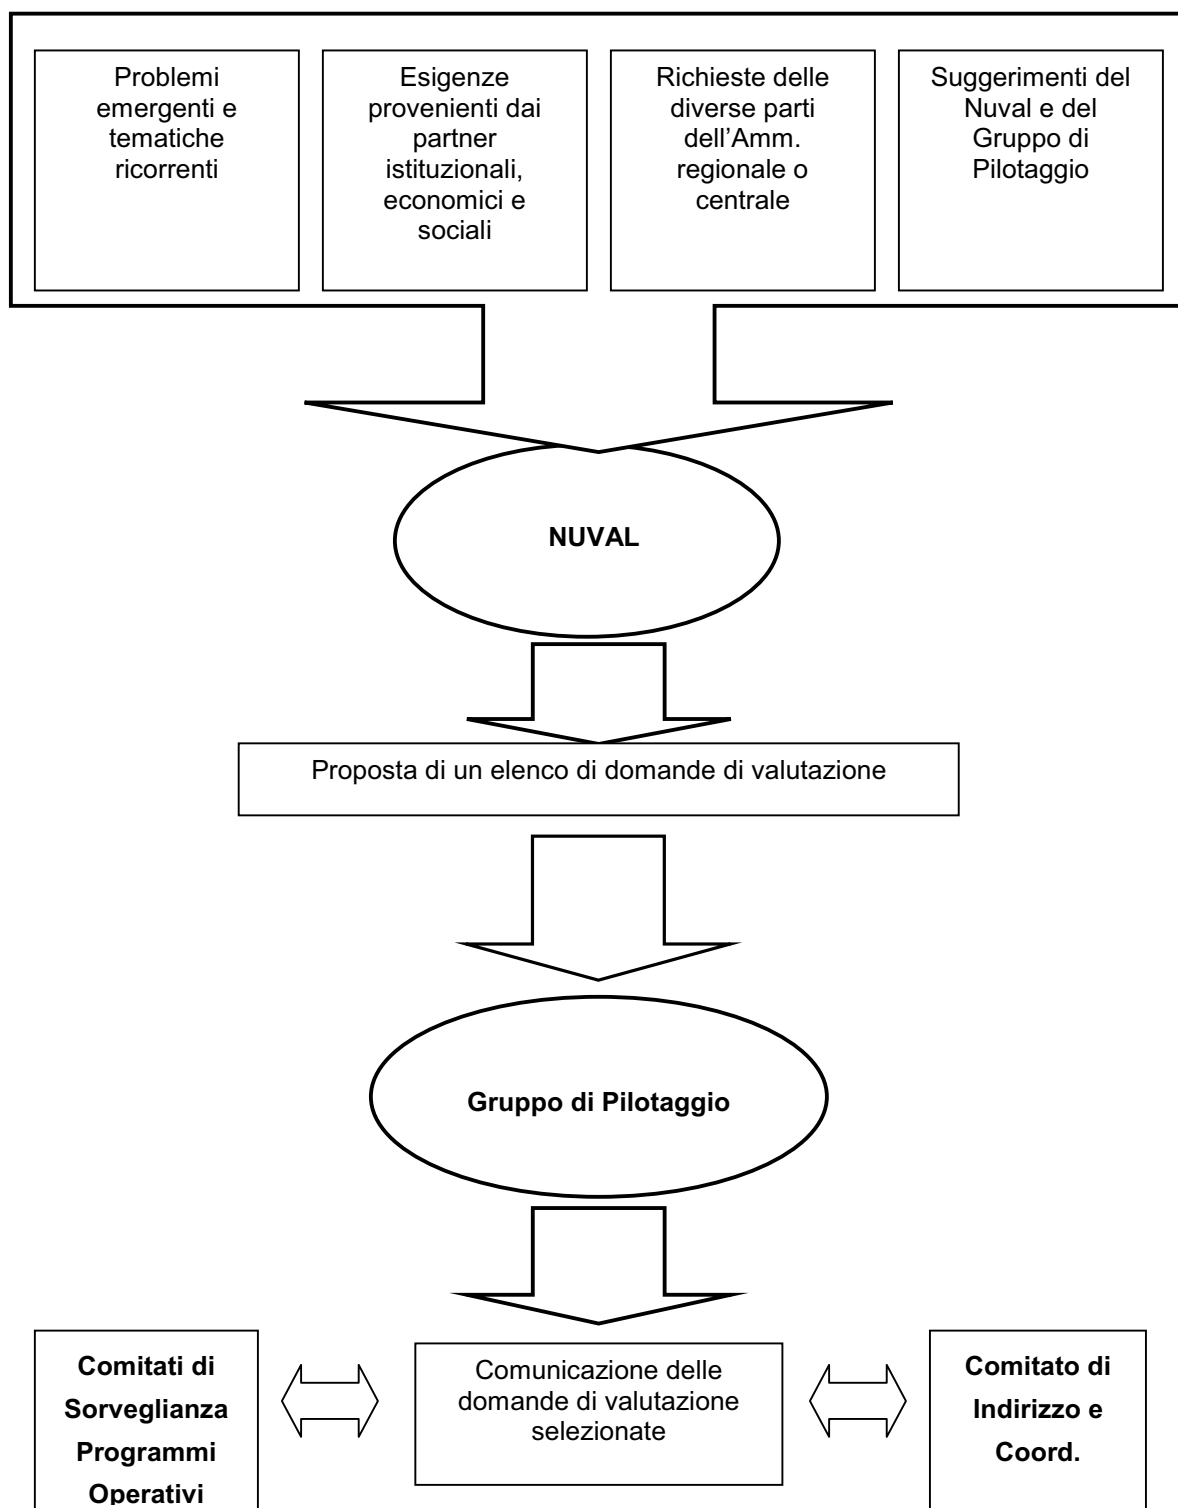 Problemi
emergenti e
tematiche
ricorrenti
Esigenze
provenienti dai
partner
istituzionali,
economici e
sociali
Richieste delle
diverse parti
dell’Amm.
regionale o
centrale
Suggerimenti del
Nuval e del
Gruppo di
Pilotaggio
NUVAL
Proposta di un elenco di domande di valutazione
Gruppo di Pilotaggio
Comitati di
Sorveglianza
Programmi
Operativi
Comunicazione delle
domande di valutazione
selezionate
Comitato di
Indirizzo e
Coord.